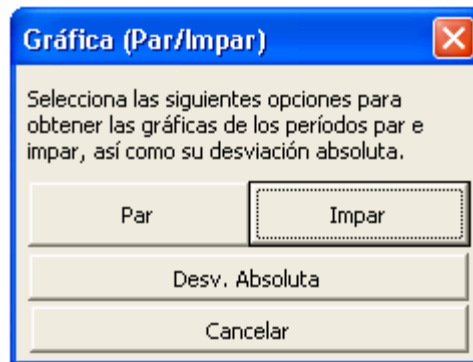 Gráfica (Par/Impar)
Selecciona las siguientes opciones para
obtener las gráficas de los períodos par e
impar, así como su desviación absoluta.
Par
Impar
Desv. Absoluta
Cancelar